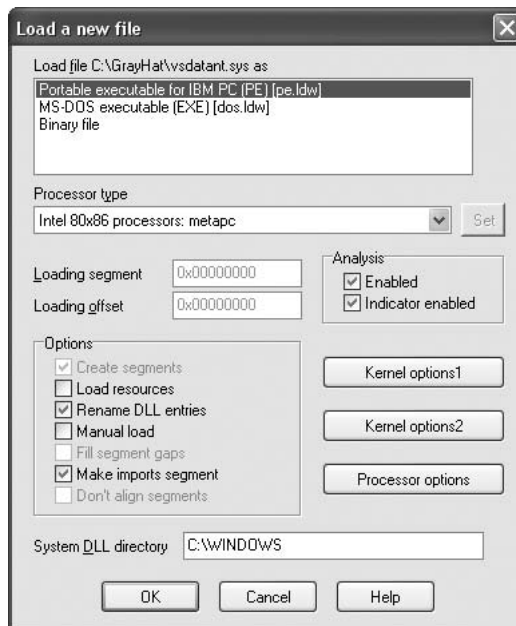 Load a new file
Load file C:\GrayHat\vsdatant.sys as
Portable executable for IBM PC (PE) [pe.ldw]
MS-DOS executable (EXE) [dos.ldw]
Binary file
Processor type
Intel 80x86 processors: metapc
Set
Loading segment
0x00000000
Loading offset
0x00000000
Analysis
Enabled
Indicator enabled
Options
Create segments
Load resources
Rename DLL entries
Manual load
Fill segment gaps
Make imports segment
Don't align segments
Kernel options1
Kernel options2
Processor options
System DLL directory
C:\WINDOWS
OK
Cancel
Help